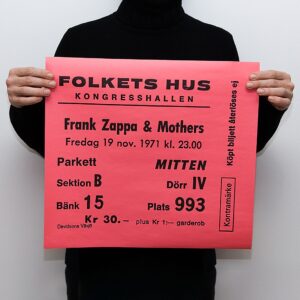 FOLKETS HUS
KONGRESSHALLEN
Frank Zappa & Mothers
Fredag 19 nov. 1971 kl. 23.00
Parkett MITTEN
Sektion B Dörr IV
Bänk 15 Plats 993
Kr 30.— plus Kr 1:— garderob
Köpt biljett återlöses ej
Kontramärke